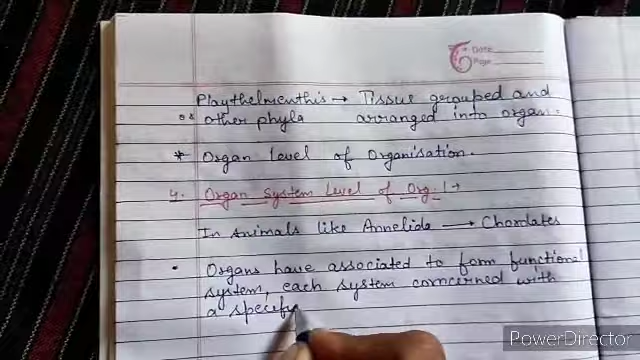 Date
Page
Playthelmenthis → Tissue grouped and
or other phyla arranged into organ.
* Organ level of Organisation.
4. Organ System Level of Org. :→
In animals like Annelida → Chordates
• Organs have associated to form functional
system, each system concerned with
a specify
PowerDirector